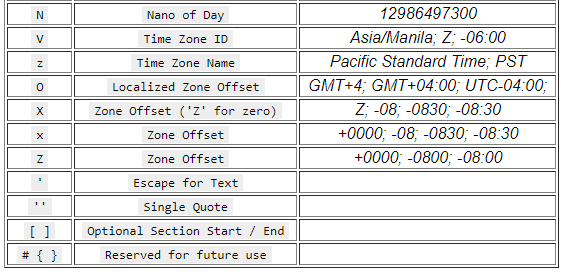 N Nano of Day 12986497300
V Time Zone ID Asia/Manila; Z; -06:00
z Time Zone Name Pacific Standard Time; PST
O Localized Zone Offset GMT+4; GMT+04:00; UTC-04:00;
X Zone Offset ('Z' for zero) Z; -08; -0830; -08:30
x Zone Offset +0000; -08; -0830; -08:30
Z Zone Offset +0000; -0800; -08:00
' Escape for Text
'' Single Quote
[ ] Optional Section Start / End
# { } Reserved for future use